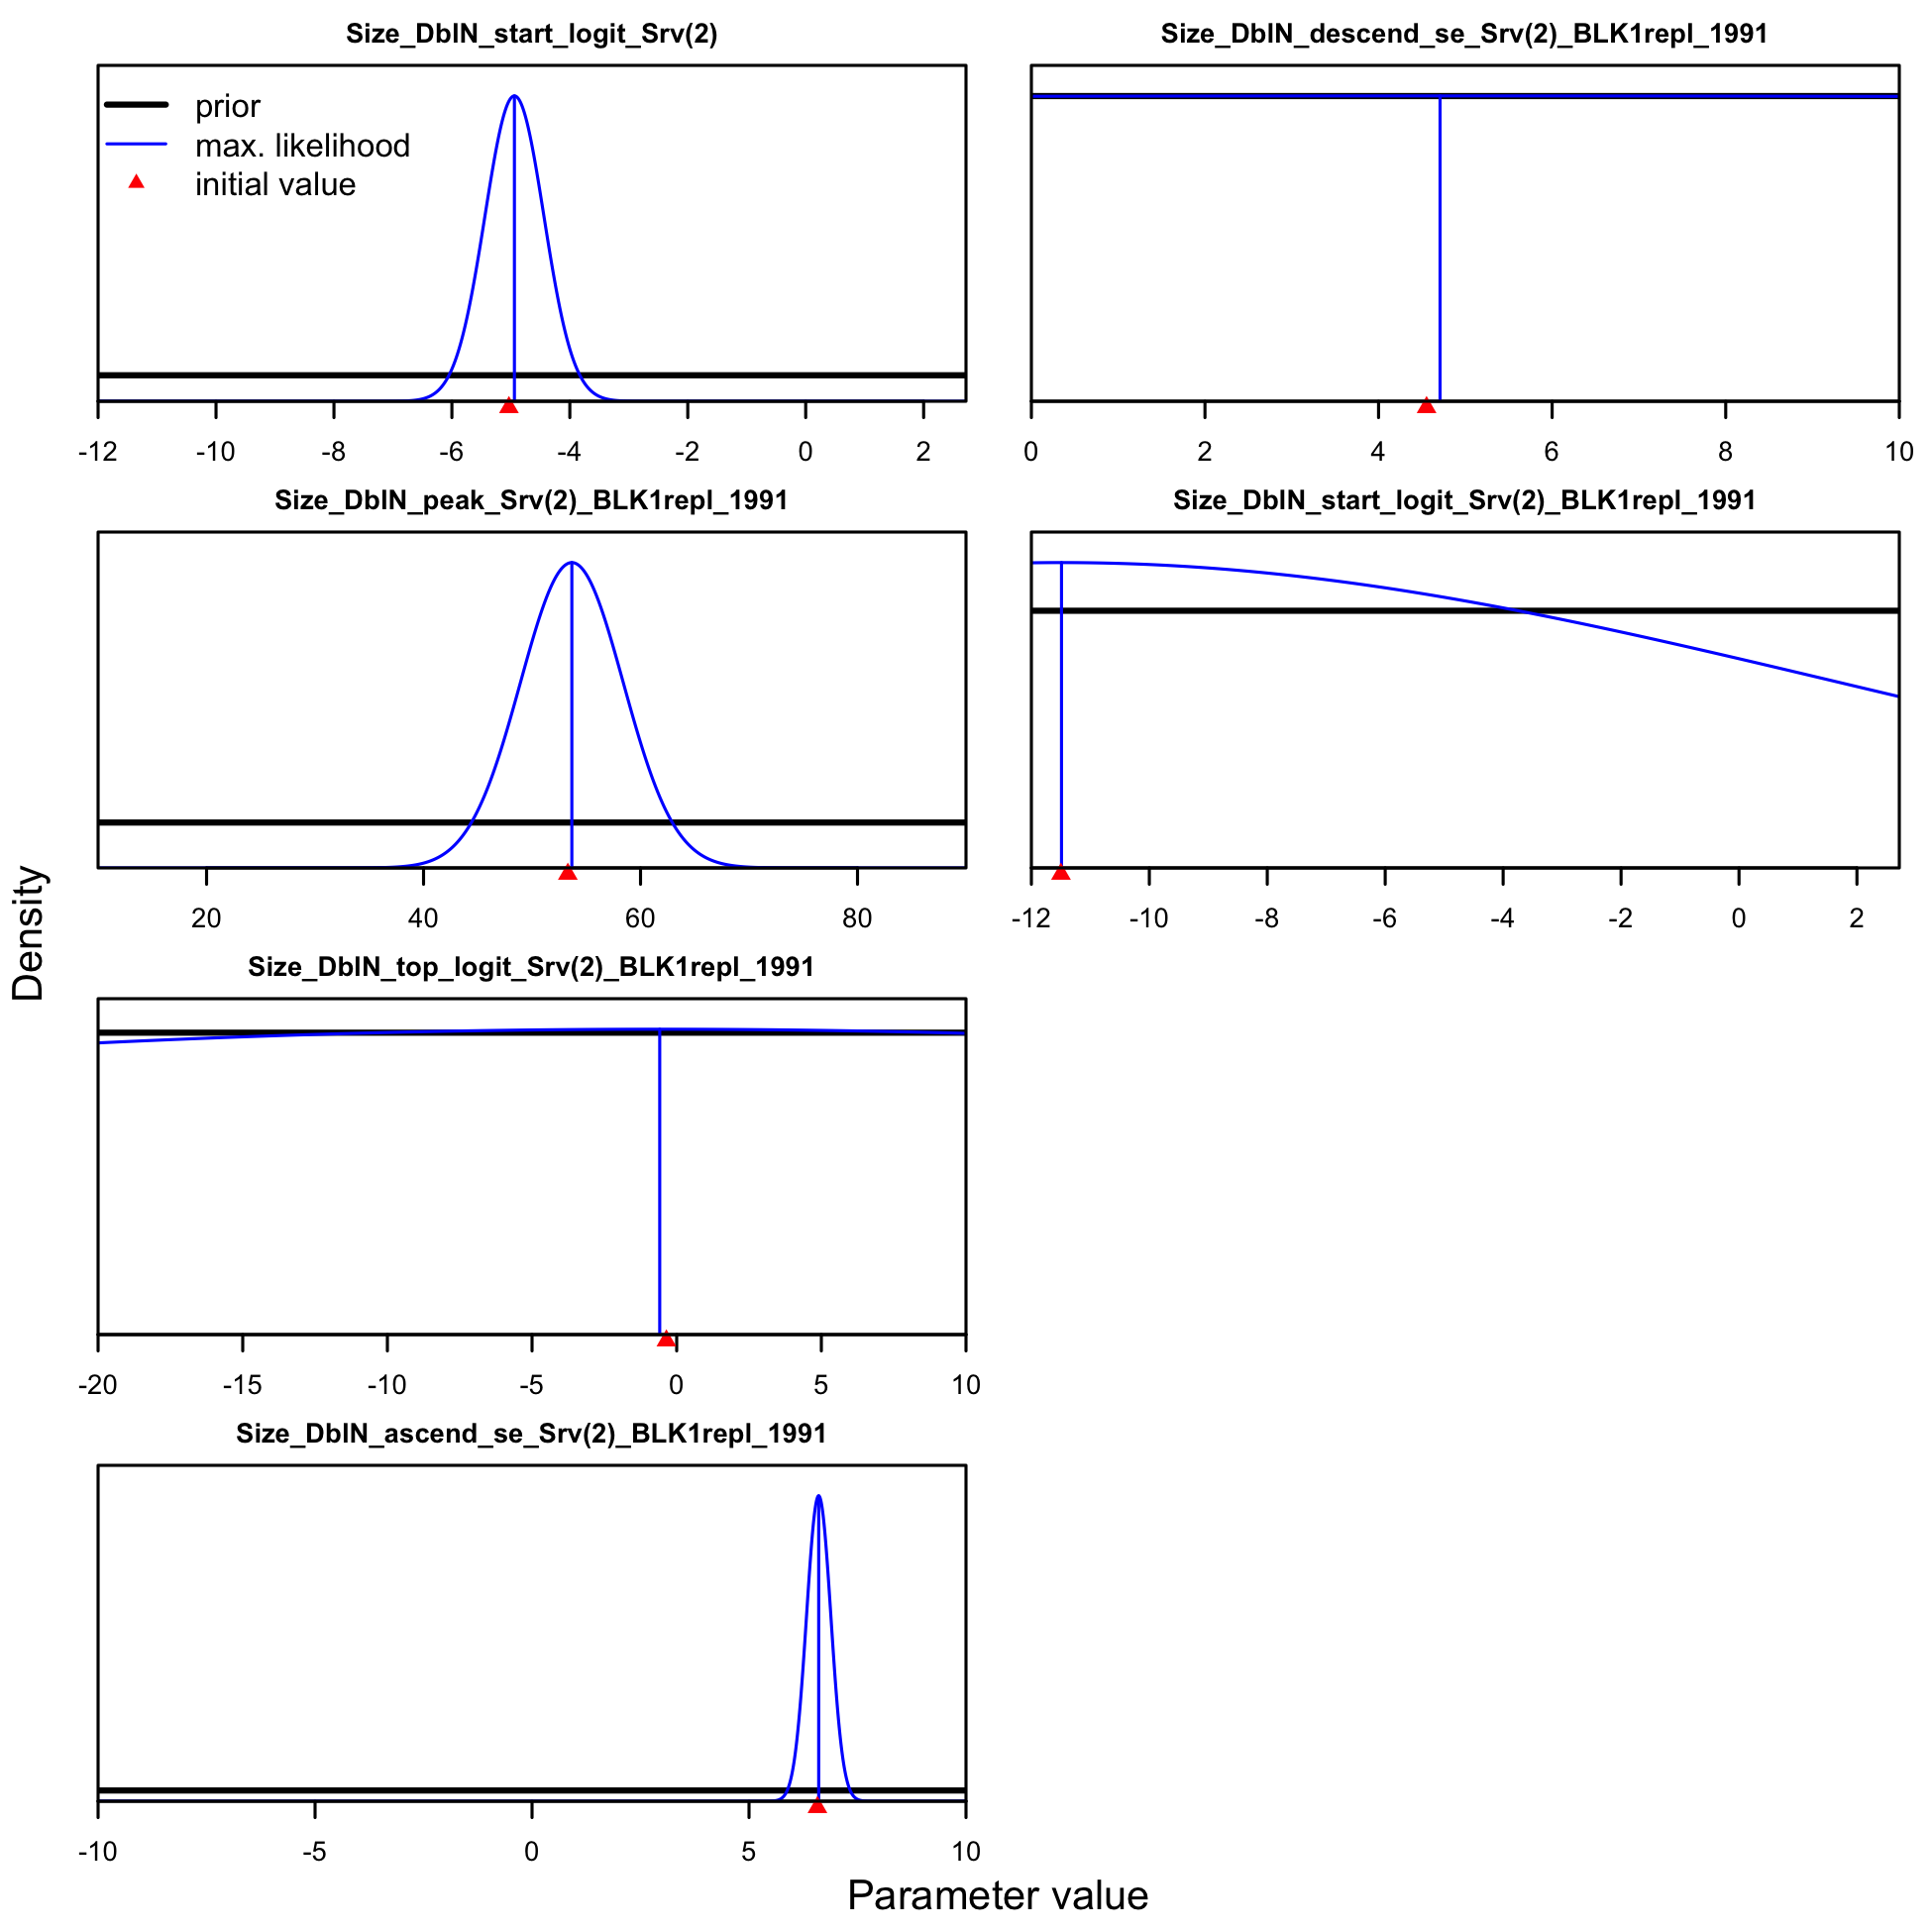 Size_DblN_start_logit_Srv(2)
prior
max. likelihood
initial value
-12 -10 -8 -6 -4 -2 0 2
Size_DblN_descend_se_Srv(2)_BLK1repl_1991
0 2 4 6 8 10
Size_DblN_peak_Srv(2)_BLK1repl_1991
20 40 60 80
Size_DblN_start_logit_Srv(2)_BLK1repl_1991
-12 -10 -8 -6 -4 -2 0 2
Size_DblN_top_logit_Srv(2)_BLK1repl_1991
-20 -15 -10 -5 0 5 10
Size_DblN_ascend_se_Srv(2)_BLK1repl_1991
-10 -5 0 5 10
Density
Parameter value